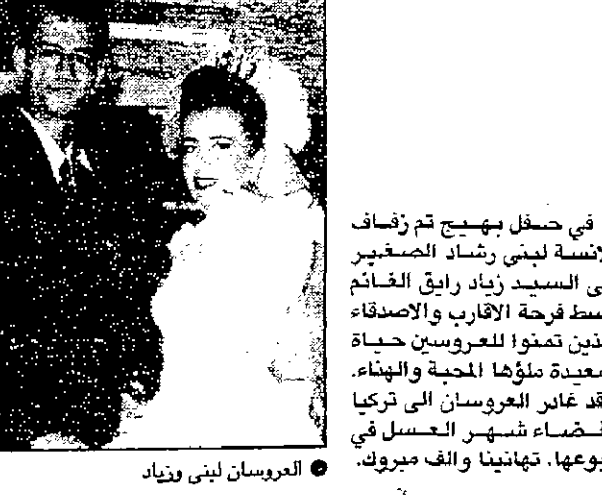 في حفل بهيج تم زفاف
لانسة لبنى رشاد الصغير
ى السيد زياد رايق الغانم
سط فرحة الاقارب والاصدقاء
ذين تمنوا للعروسين حياة
سعيدة ملؤها المحبة والهناء.
قد غادر العروسان الى تركيا
قضاء شهر العسل في
بوعها. تهانينا والف مبروك.
العروسان لبنى وزياد